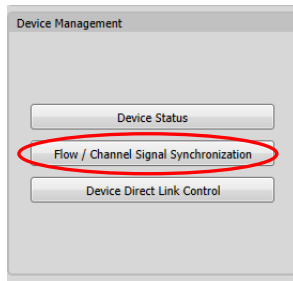 Device Management
Device Status
Flow / Channel Signal Synchronization
Device Direct Link Control